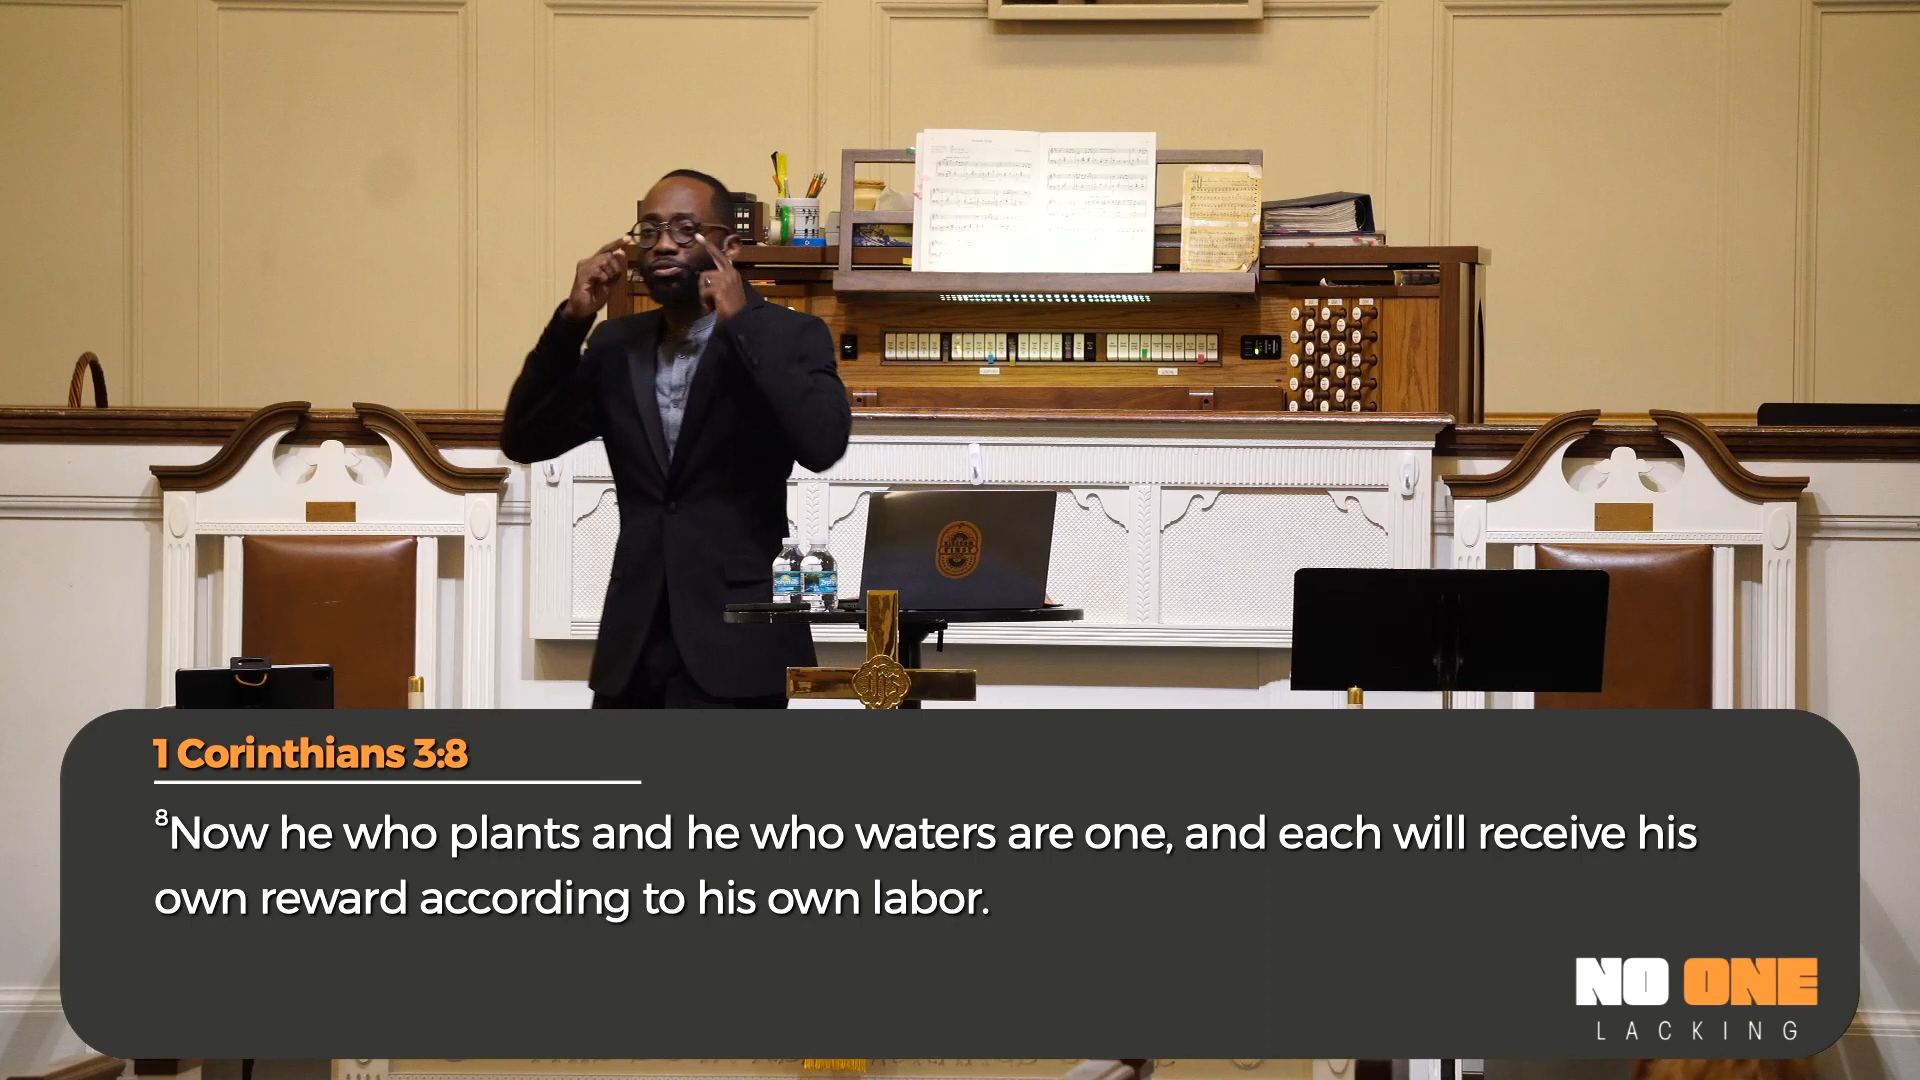 FIRST
1 Corinthians 3:8
⁸Now he who plants and he who waters are one, and each will receive his
own reward according to his own labor.
NO ONE
LACKING